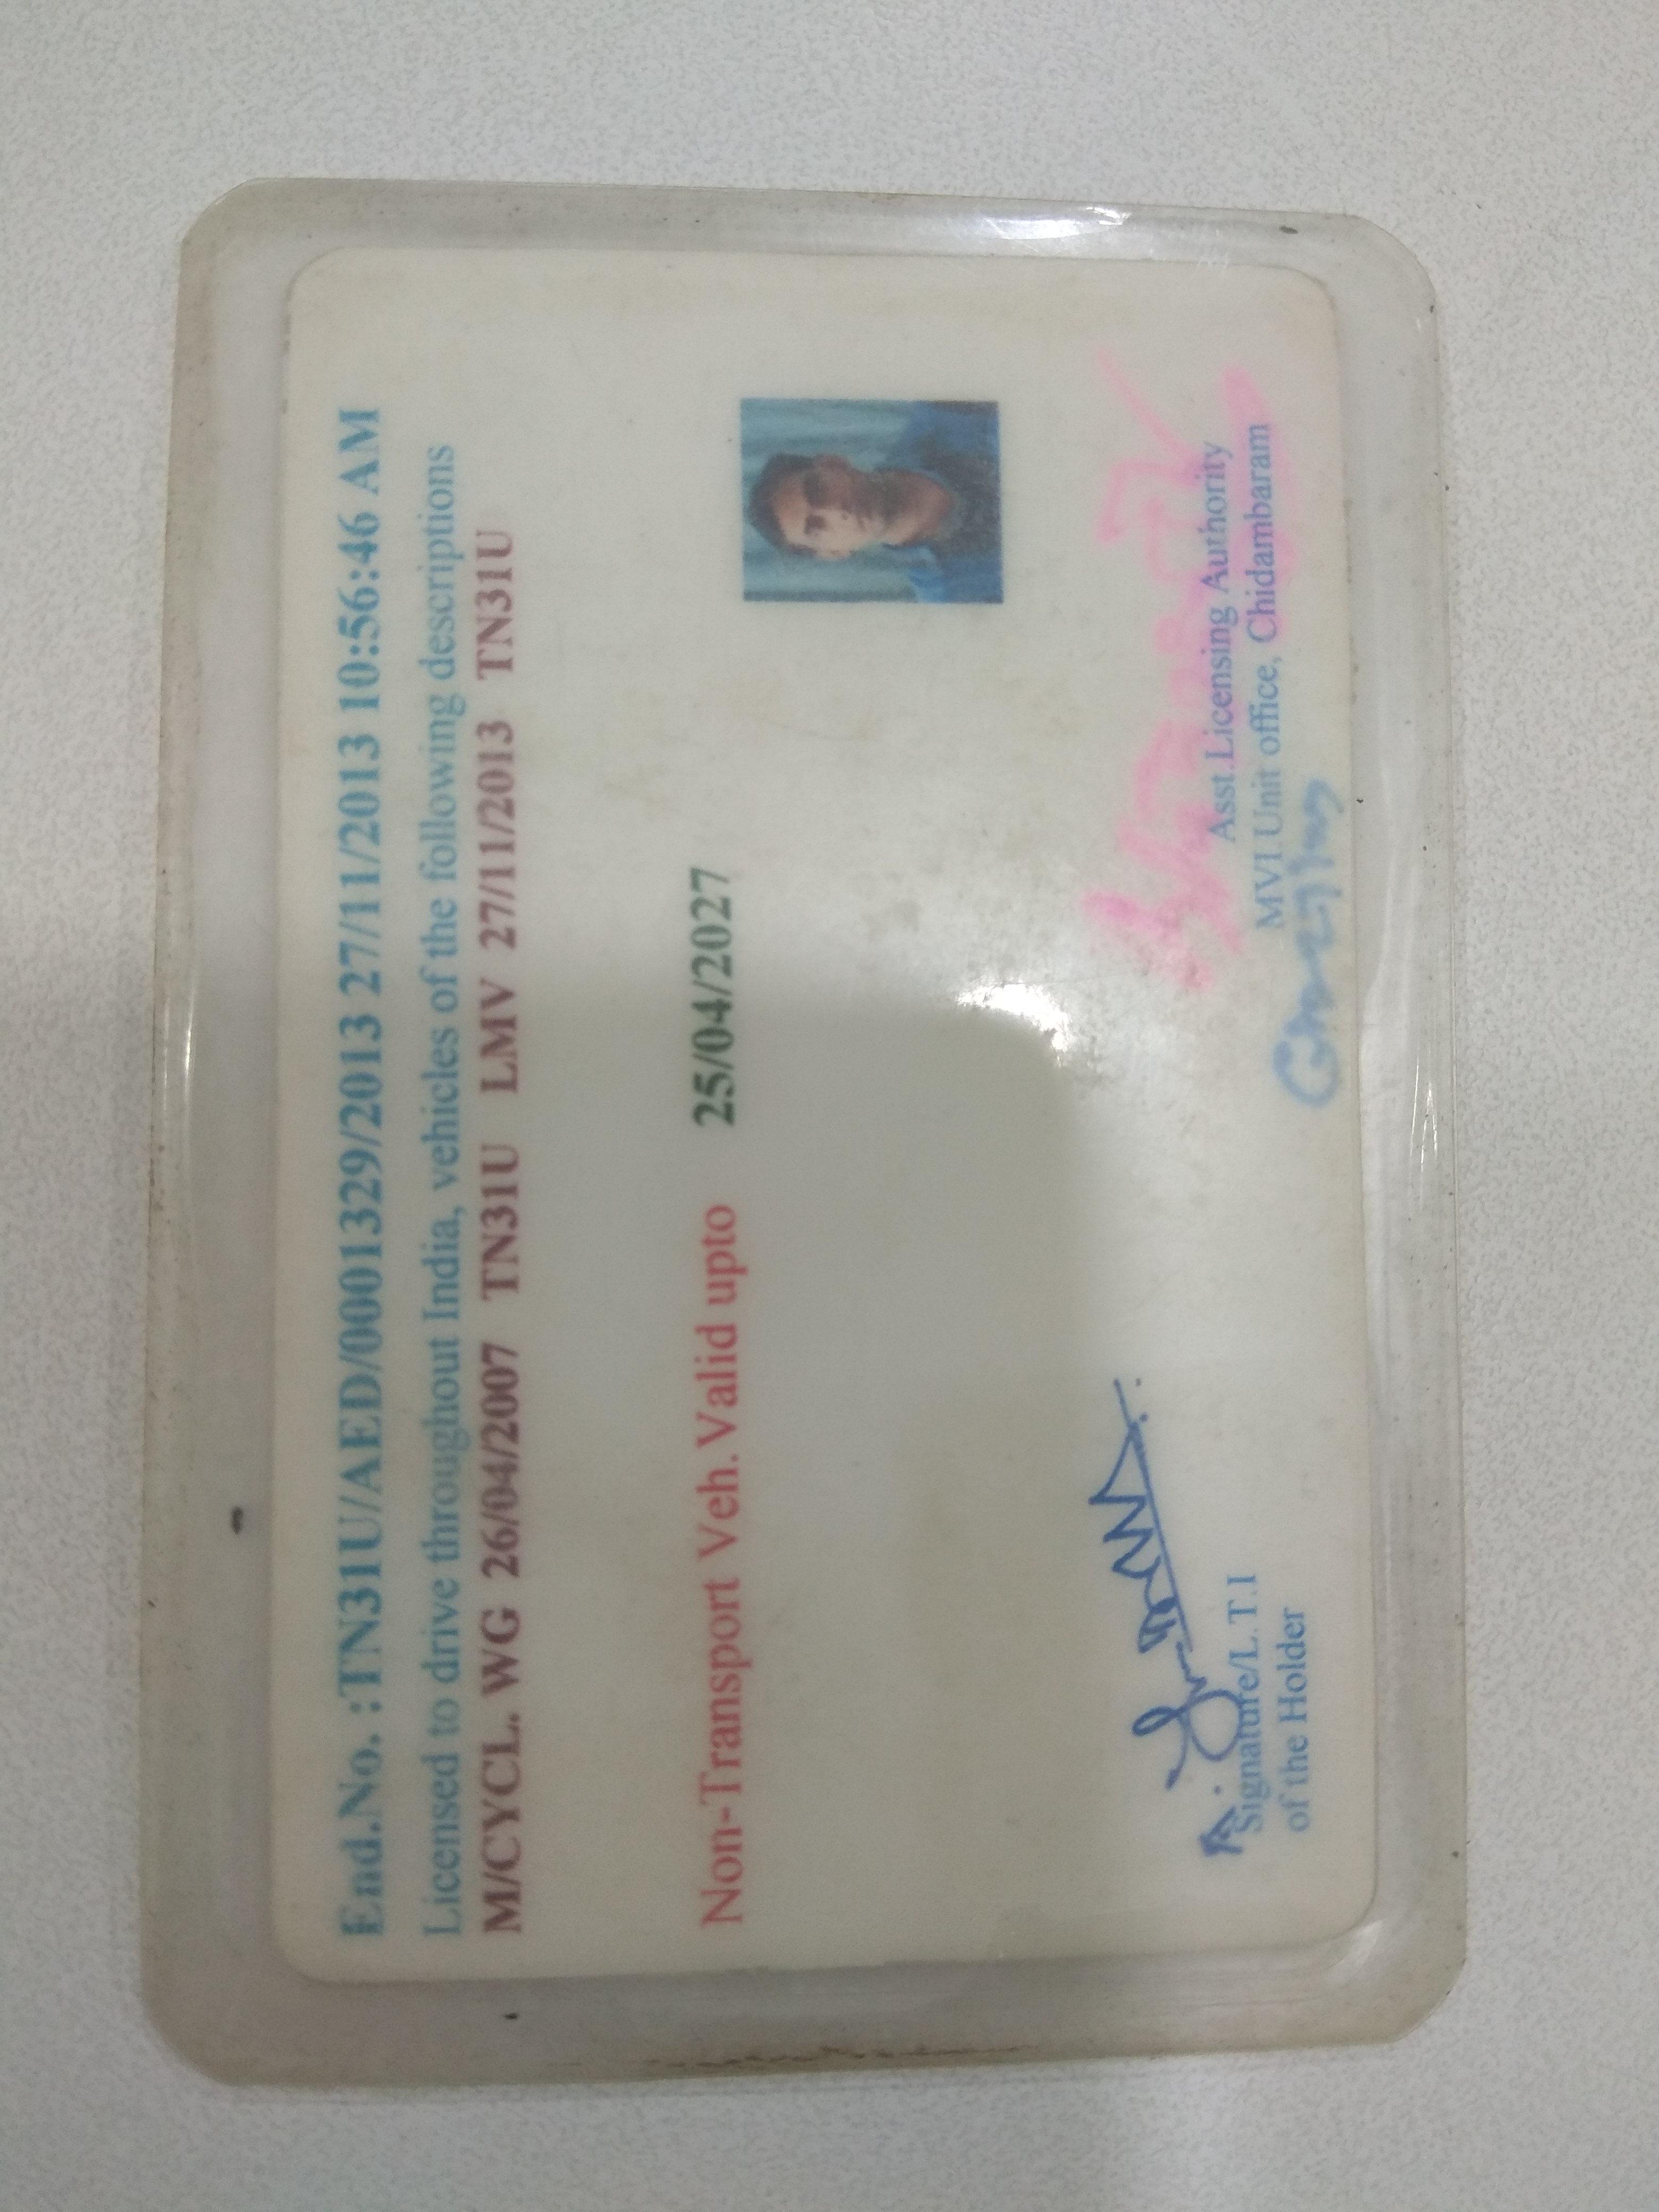 End.No. :TN31U/AED/0001329/2013 27/11/2013 10:56:46 AM
Licensed to drive throughout India, vehicles of the following descriptions
M/CYCL. WG 26/04/2007 TN31U LMV 27/11/2013 TN31U
Non-Transport Veh.Valid upto 25/04/2027
Signature/L.T.I
of the Holder
Asst.Licensing Authority
MVI.Unit office, Chidambaram